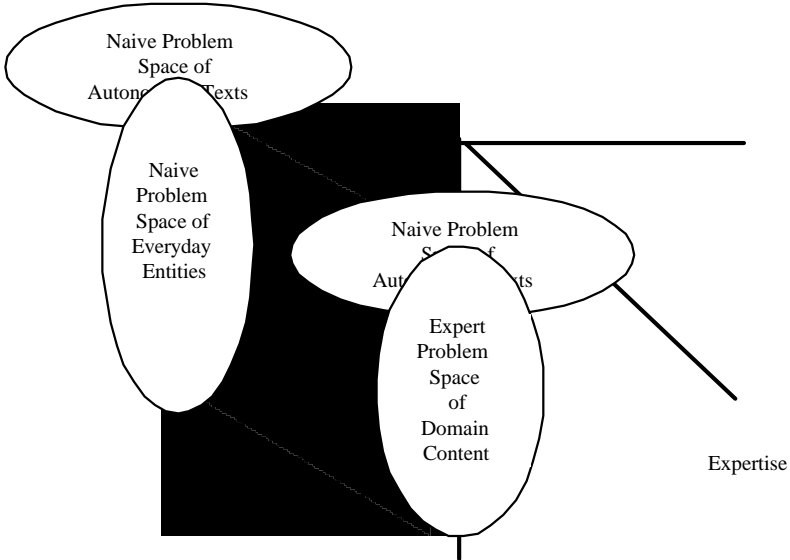 Naive Problem
Space of
Texts
Naive
Problem
Space of
Everyday
Entities
Naive Problem
Expert
Problem
Space
of
Domain
Content
Expertise